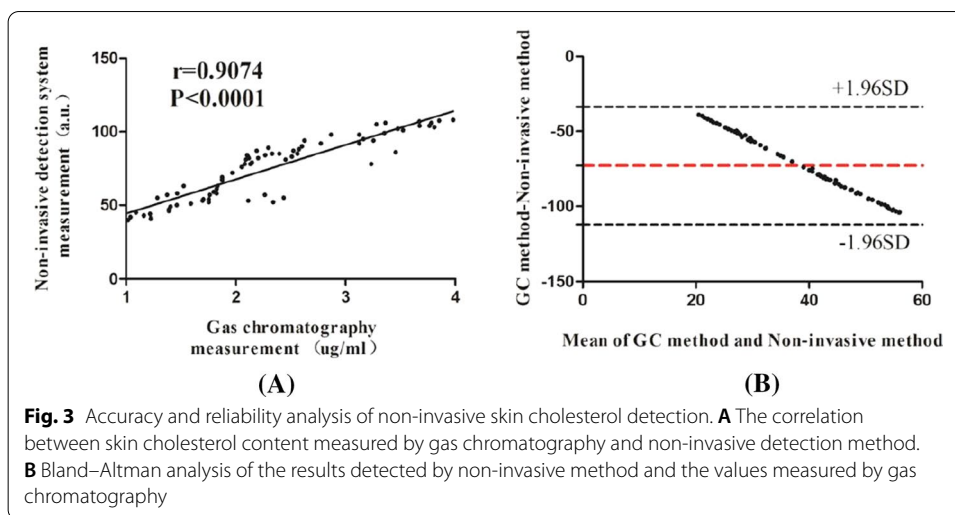 150
100
50
0
r=0.9074
P<0.0001
Non-invasive detection system
measurement (a.u.)
1 2 3 4
Gas chromatography
measurement (ug/ml)
(A)
0
-50
-100
-150
+1.96SD
-1.96SD
GC method-Non-invasive method
0 20 40 60
Mean of GC method and Non-invasive method
(B)
Fig. 3 Accuracy and reliability analysis of non-invasive skin cholesterol detection. A The correlation
between skin cholesterol content measured by gas chromatography and non-invasive detection method.
B Bland–Altman analysis of the results detected by non-invasive method and the values measured by gas
chromatography